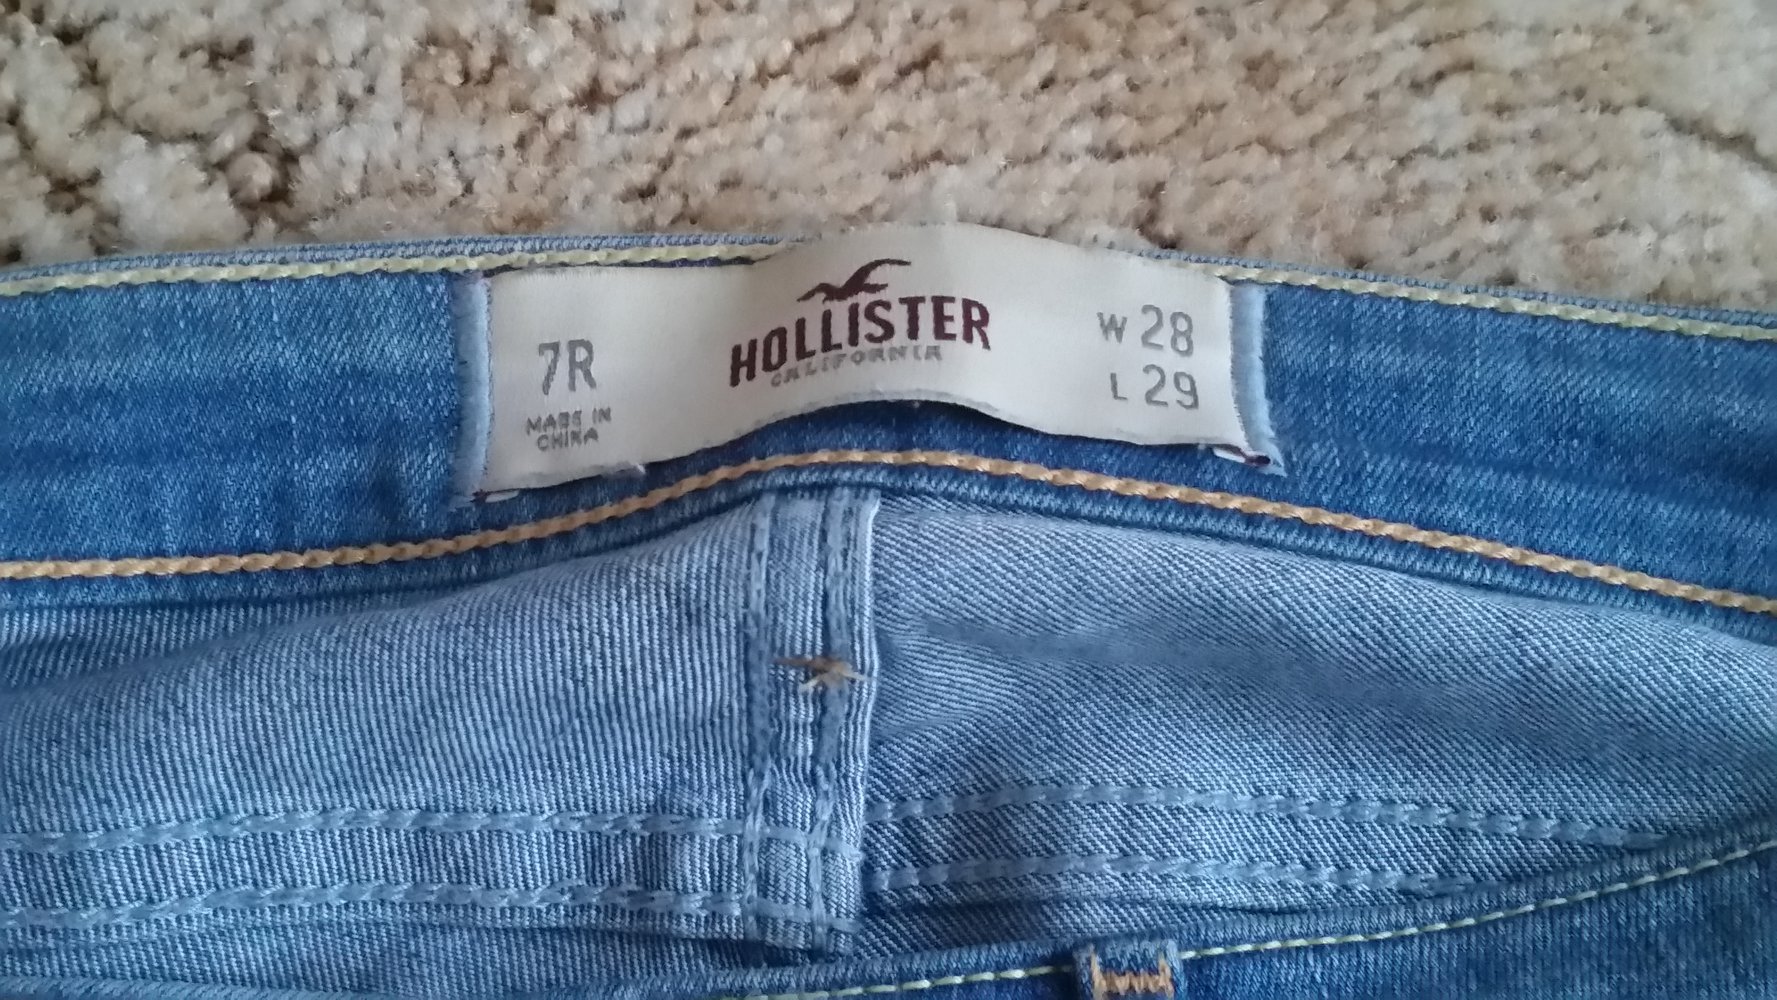 7R
MADE IN
CHINA
HOLLISTER
CALIFORNIA
W 28
L 29